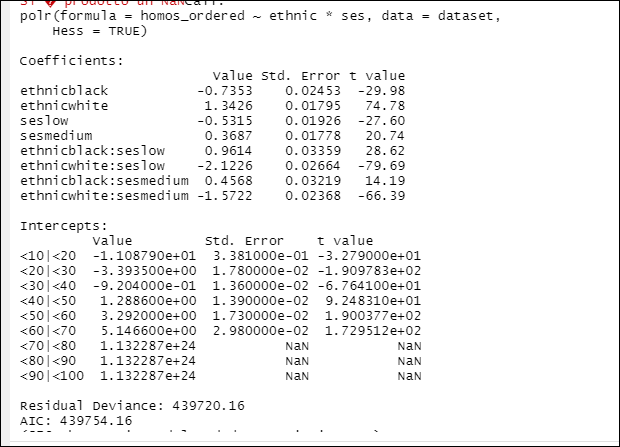 prodotto un NaNCall:
polr(formula = homos_ordered ~ ethnic * ses, data = dataset,
    Hess = TRUE)
Coefficients:
Value Std. Error t value
ethnicblack -0.7353 0.02453 -29.98
ethnicwhite 1.3426 0.01795 74.78
seslow -0.5315 0.01926 -27.60
sesmedium 0.3687 0.01778 20.74
ethnicblack:seslow 0.9614 0.03359 28.62
ethnicwhite:seslow -2.1226 0.02664 -79.69
ethnicblack:sesmedium 0.4568 0.03219 14.19
ethnicwhite:sesmedium -1.5722 0.02368 -66.39
Intercepts:
Value Std. Error t value
<10|<20 -1.108790e+01 3.381000e-01 -3.279000e+01
<20|<30 -3.393500e+00 1.780000e-02 -1.909783e+02
<30|<40 -9.204000e-01 1.360000e-02 -6.764100e+01
<40|<50 1.288600e+00 1.390000e-02 9.248310e+01
<50|<60 3.292000e+00 1.730000e-02 1.900377e+02
<60|<70 5.146600e+00 2.980000e-02 1.729512e+02
<70|<80 1.132287e+24 NaN NaN
<80|<90 1.132287e+24 NaN NaN
<90|<100 1.132287e+24 NaN NaN
Residual Deviance: 439720.16
AIC: 439754.16